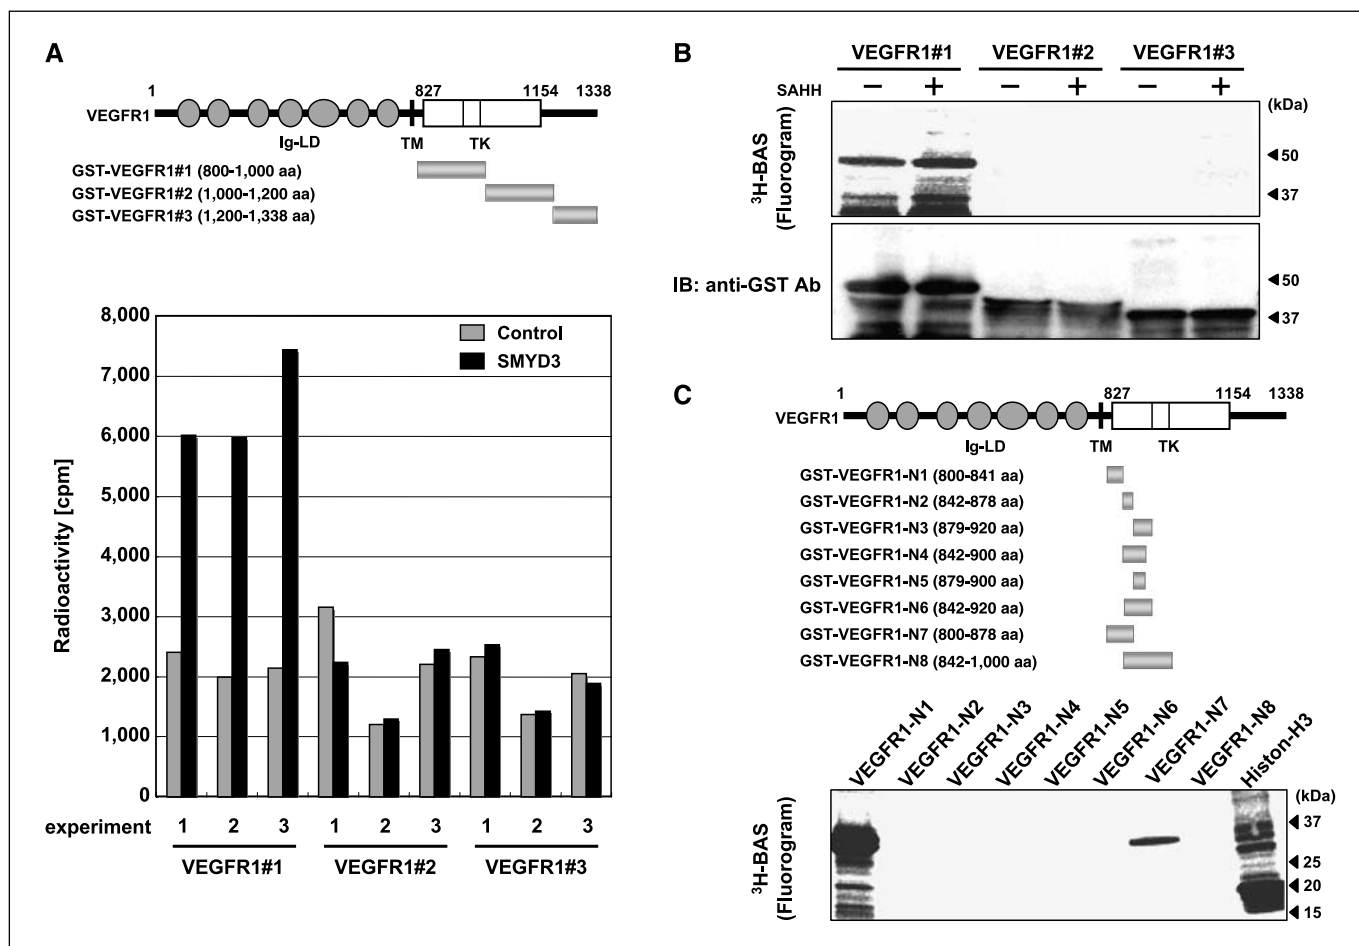 A
1 827 1154 1338
VEGFR1
Ig-LD TM TK
GST-VEGFR1#1 (800-1,000 aa)
GST-VEGFR1#2 (1,000-1,200 aa)
GST-VEGFR1#3 (1,200-1,338 aa)
8,000
7,000
6,000
5,000
4,000
3,000
2,000
1,000
0
Radioactivity [cpm]
Control
SMYD3
experiment 1 2 3 1 2 3 1 2 3
VEGFR1#1 VEGFR1#2 VEGFR1#3
B
VEGFR1#1 VEGFR1#2 VEGFR1#3
SAHH − + − + − +
(kDa)
³H-BAS
(Fluorogram)
50
37
IB: anti-GST Ab
50
37
C
1 827 1154 1338
VEGFR1
Ig-LD TM TK
GST-VEGFR1-N1 (800-841 aa)
GST-VEGFR1-N2 (842-878 aa)
GST-VEGFR1-N3 (879-920 aa)
GST-VEGFR1-N4 (842-900 aa)
GST-VEGFR1-N5 (879-900 aa)
GST-VEGFR1-N6 (842-920 aa)
GST-VEGFR1-N7 (800-878 aa)
GST-VEGFR1-N8 (842-1,000 aa)
VEGFR1-N1
VEGFR1-N2
VEGFR1-N3
VEGFR1-N4
VEGFR1-N5
VEGFR1-N6
VEGFR1-N7
VEGFR1-N8
Histon-H3
(kDa)
³H-BAS
(Fluorogram)
37
25
20
15